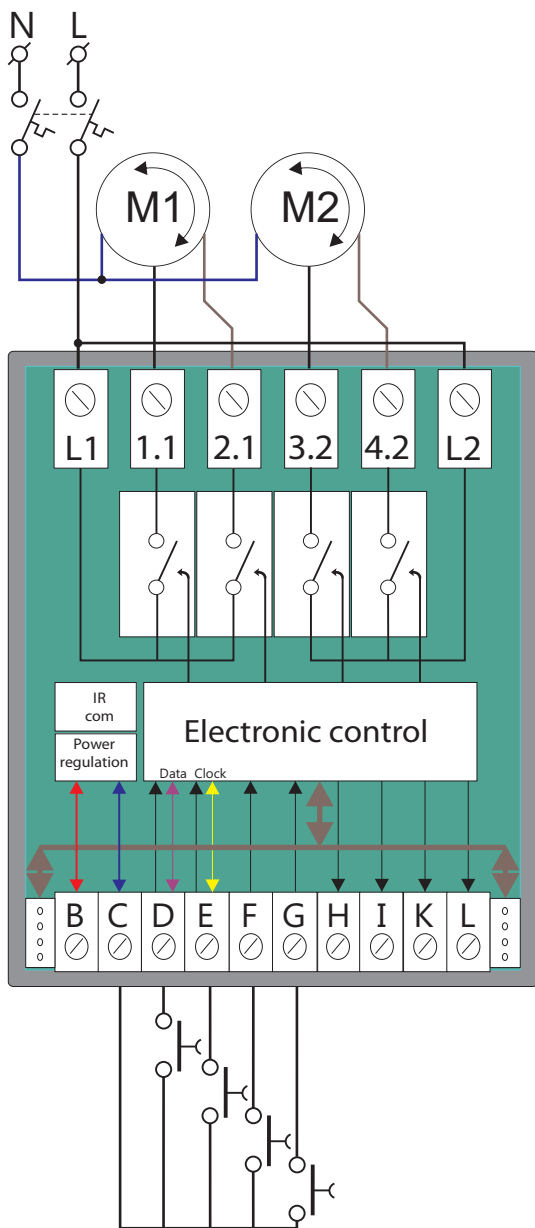 N L
M1 M2
L1 1.1 2.1 3.2 4.2 L2
IR
com
Power
regulation
Electronic control
Data Clock
B C D E F G H I K L